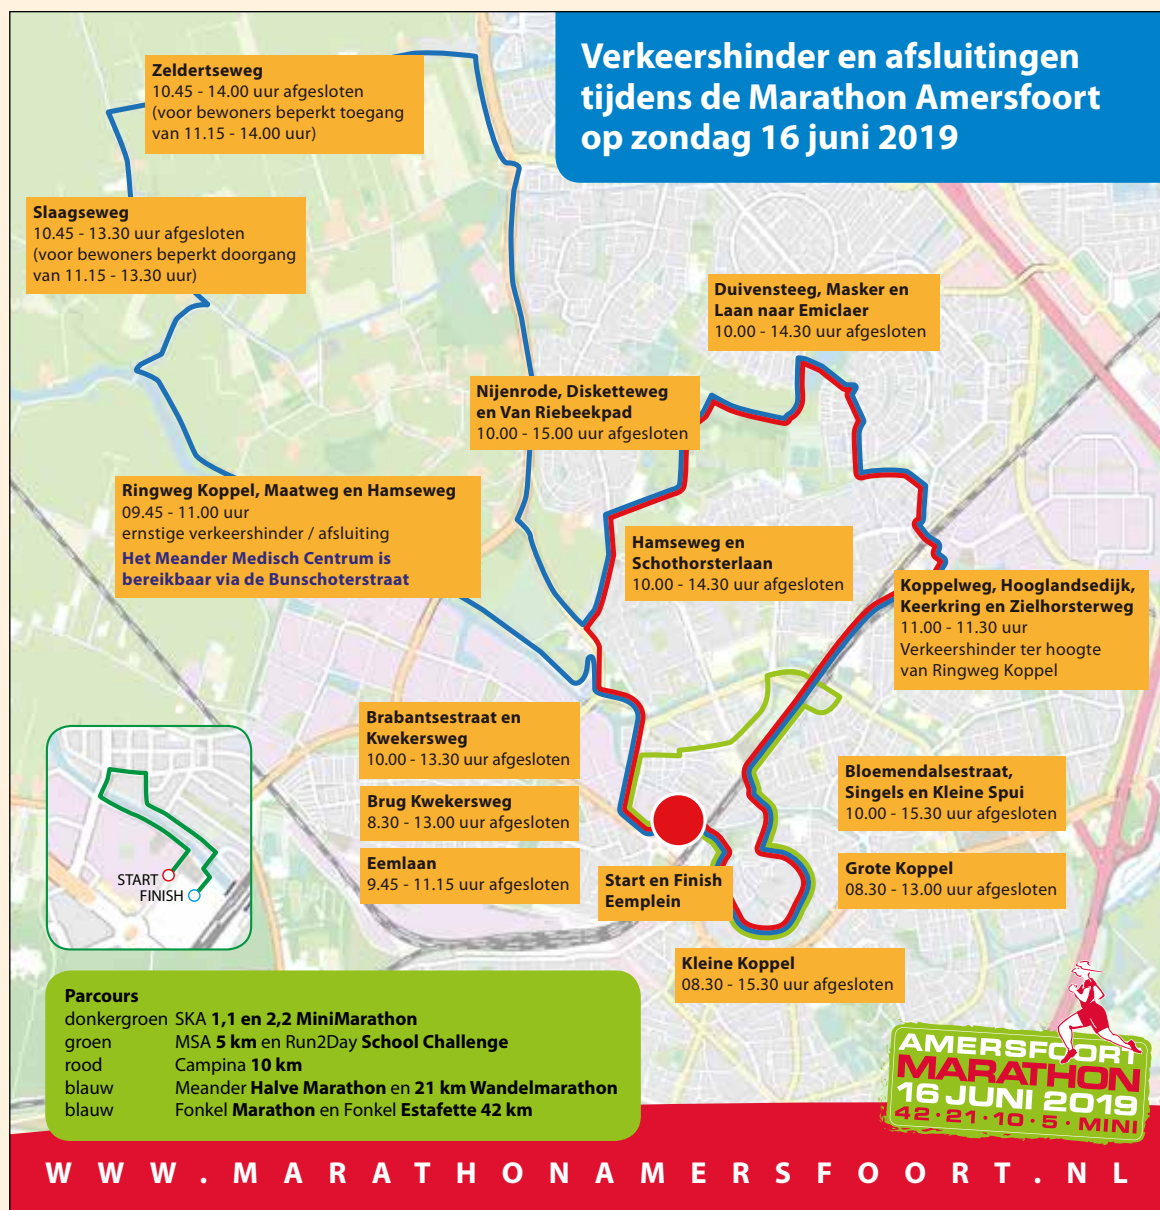 Verkeershinder en afsluitingen
tijdens de Marathon Amersfoort
op zondag 16 juni 2019
Zeldertseweg
10.45 - 14.00 uur afgesloten
(voor bewoners beperkt toegang
van 11.15 - 14.00 uur)
Slaagseweg
10.45 - 13.30 uur afgesloten
(voor bewoners beperkt doorgang
van 11.15 - 13.30 uur)
Duivensteeg, Masker en
Laan naar Emiclaer
10.00 - 14.30 uur afgesloten
Nijenrode, Disketteweg
en Van Riebeekpad
10.00 - 15.00 uur afgesloten
Ringweg Koppel, Maatweg en Hamseweg
09.45 - 11.00 uur
ernstige verkeershinder / afsluiting
Het Meander Medisch Centrum is
bereikbaar via de Bunschoterstraat
Hamseweg en
Schothorsterlaan
10.00 - 14.30 uur afgesloten
Koppelweg, Hooglandsedijk,
Keerkring en Zielhorsterweg
11.00 - 11.30 uur
Verkeershinder ter hoogte
van Ringweg Koppel
Brabantsestraat en
Kwekersweg
10.00 - 13.30 uur afgesloten
Brug Kwekersweg
8.30 - 13.00 uur afgesloten
Eemlaan
9.45 - 11.15 uur afgesloten
Bloemendalsestraat,
Singels en Kleine Spui
10.00 - 15.30 uur afgesloten
Grote Koppel
08.30 - 13.00 uur afgesloten
Start en Finish
Eemplein
Kleine Koppel
08.30 - 15.30 uur afgesloten
START
FINISH
Parcours
donkergroen SKA 1,1 en 2,2 MiniMarathon
groen MSA 5 km en Run2Day School Challenge
rood Campina 10 km
blauw Meander Halve Marathon en 21 km Wandelmarathon
blauw Fonkel Marathon en Fonkel Estafette 42 km
AMERSFOORT
MARATHON
16 JUNI 2019
42·21·10·5·MINI
WWW.MARATHONAMERSFOORT.NL